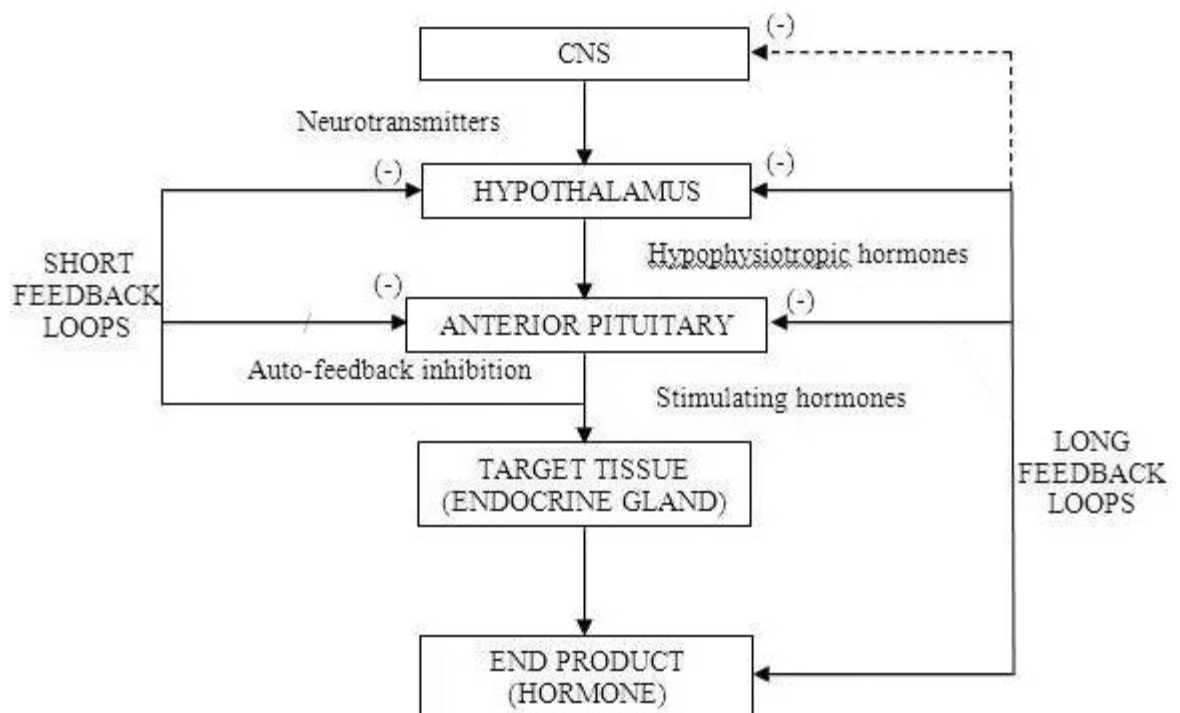 (-)
CNS
Neurotransmitters
(-)
(-)
HYPOTHALAMUS
Hypophysiotropic hormones
SHORT
FEEDBACK
LOOPS
(-)
(-)
ANTERIOR PITUITARY
Auto-feedback inhibition
Stimulating hormones
TARGET TISSUE
(ENDOCRINE GLAND)
LONG
FEEDBACK
LOOPS
END PRODUCT
(HORMONE)